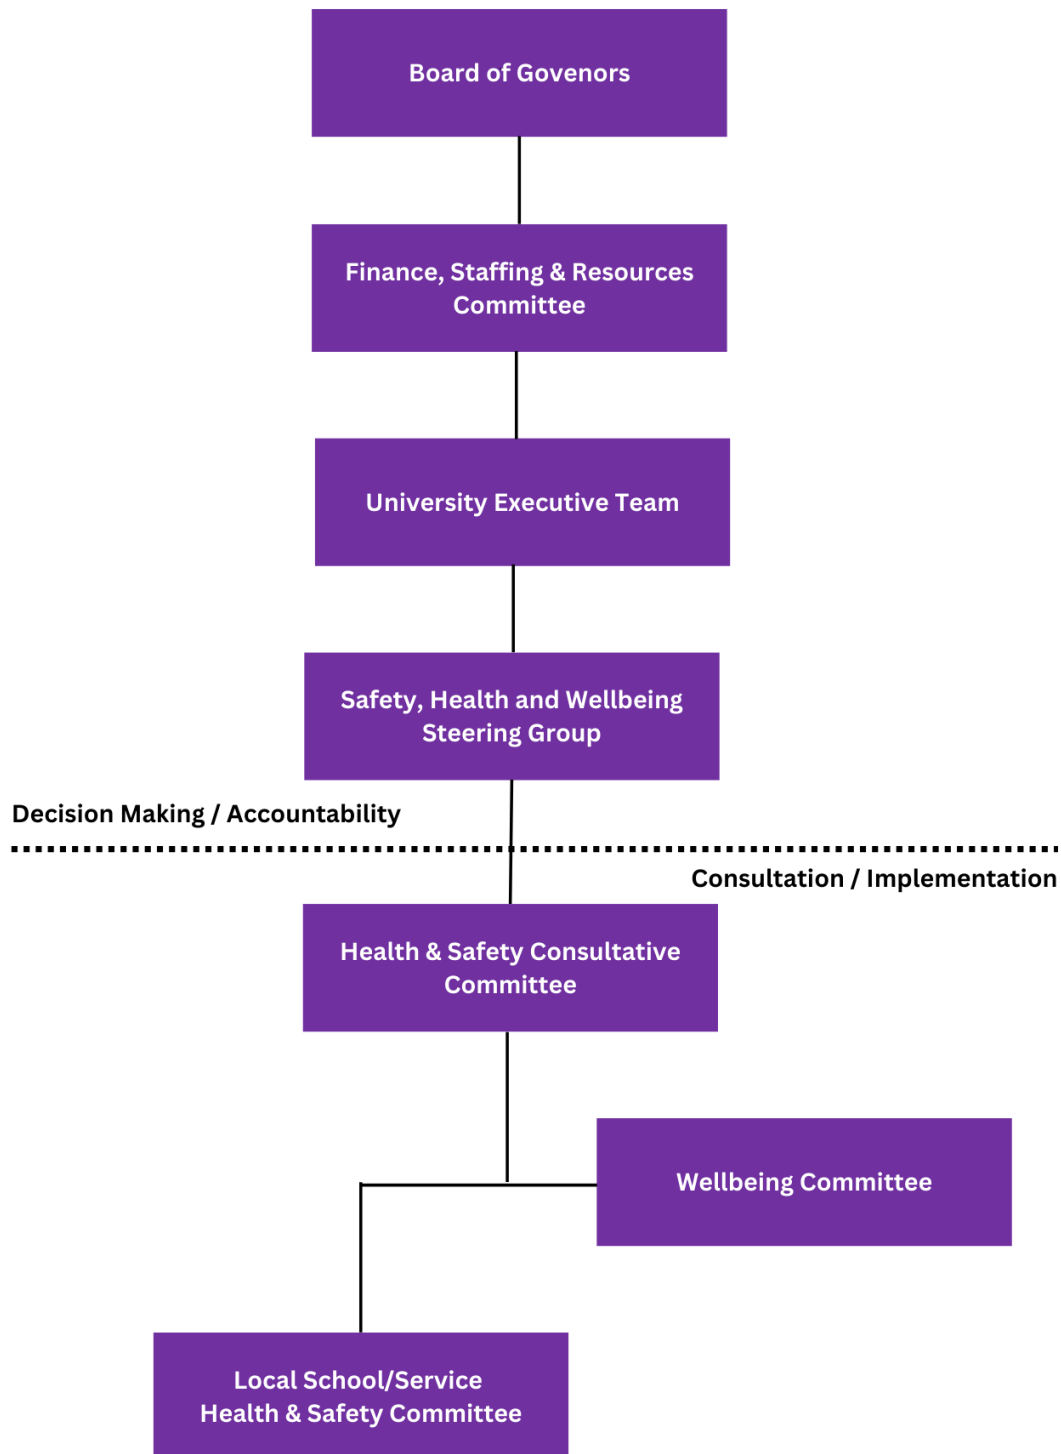 Board of Govenors
Finance, Staffing & Resources
Committee
University Executive Team
Safety, Health and Wellbeing
Steering Group
Decision Making / Accountability
Consultation / Implementation
Health & Safety Consultative
Committee
Wellbeing Committee
Local School/Service
Health & Safety Committee